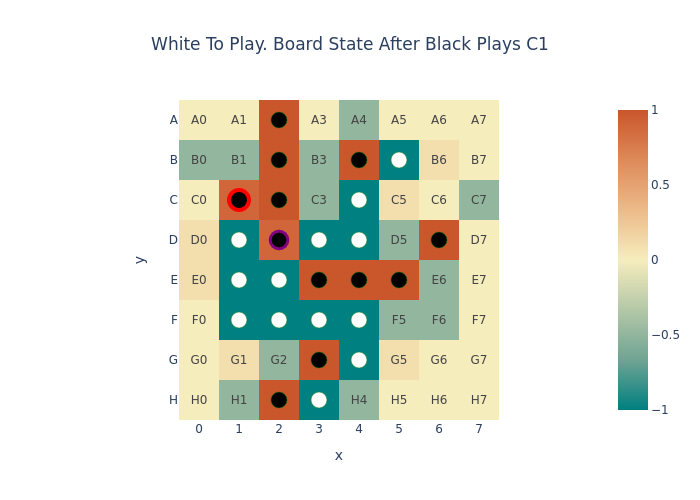 White To Play. Board State After Black Plays C1
A A0 A1 A3 A4 A5 A6 A7
B B0 B1 B3 B6 B7
C C0 C3 C5 C6 C7
D D0 D5 D7
E E0 E6 E7
F F0 F5 F6 F7
G G0 G1 G2 G5 G6 G7
H H0 H1 H4 H5 H6 H7
0 1 2 3 4 5 6 7
x
y
1
0.5
0
−0.5
−1